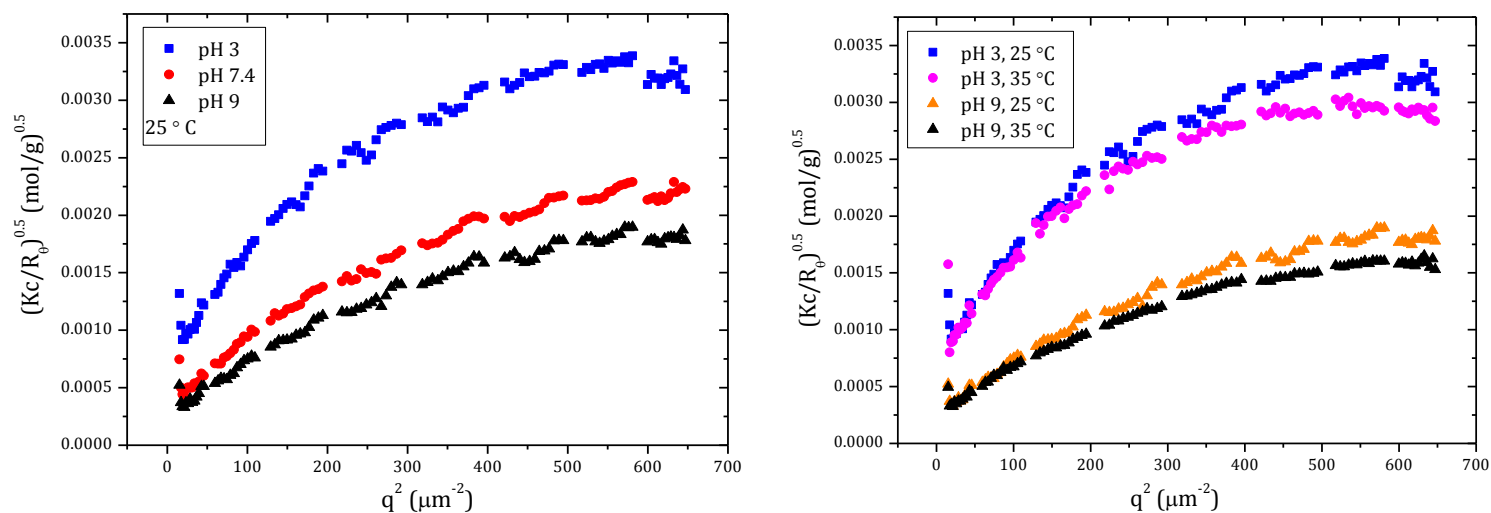 0.0035
0.0030
0.0025
0.0020
0.0015
0.0010
0.0005
0.0000
(Kc/Rθ)^0.5 (mol/g)^0.5
pH 3
pH 7.4
pH 9
25 ° C
0 100 200 300 400 500 600 700
q^2 (μm^-2)
0.0035
0.0030
0.0025
0.0020
0.0015
0.0010
0.0005
0.0000
(Kc/Rθ)^0.5 (mol/g)^0.5
pH 3, 25 °C
pH 3, 35 °C
pH 9, 25 °C
pH 9, 35 °C
0 100 200 300 400 500 600 700
q^2 (μm^-2)